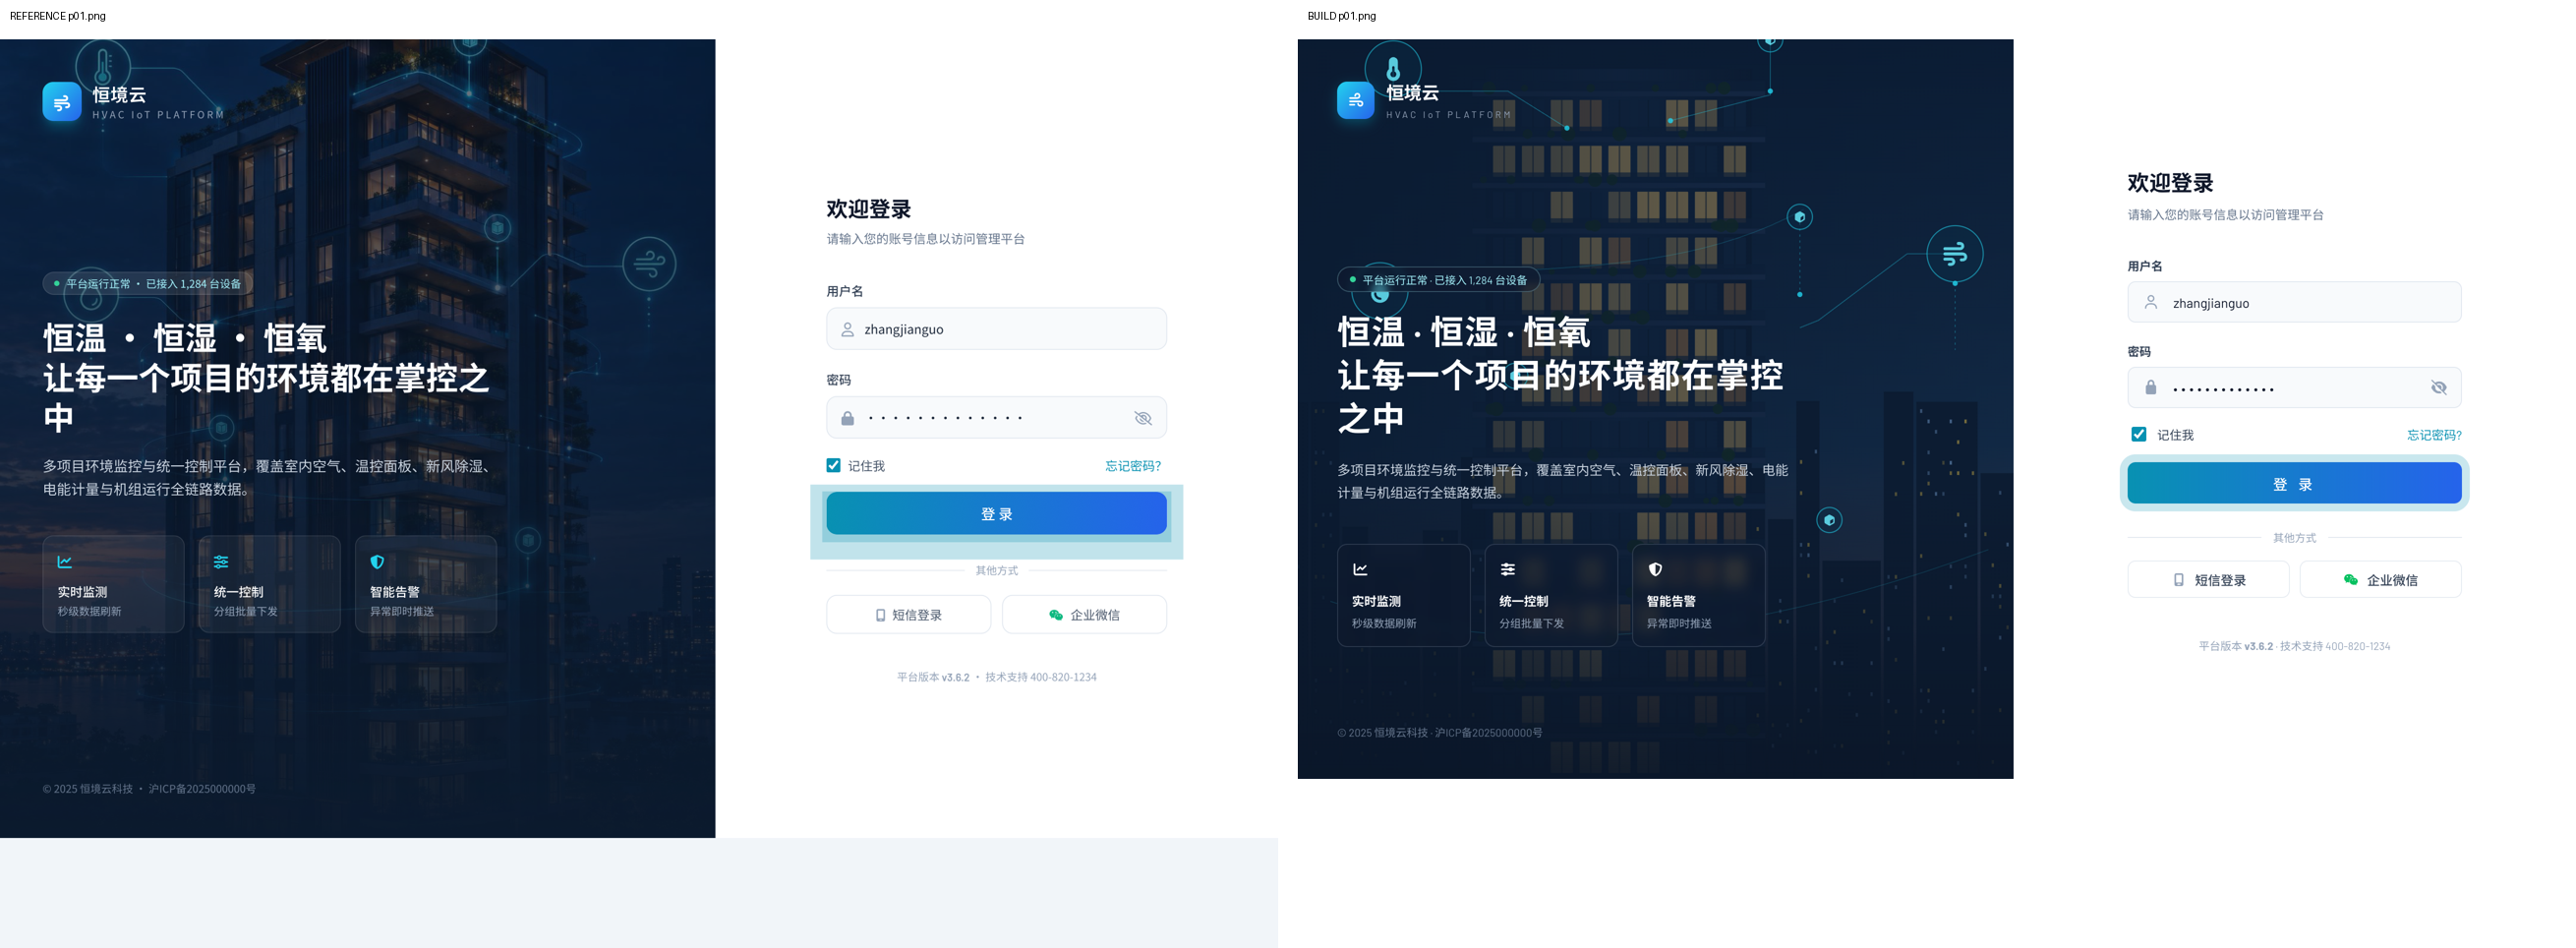 REFERENCE p01.png
恒境云
HVAC IoT PLATFORM
平台运行正常 · 已接入 1,284 台设备
恒温 · 恒湿 · 恒氧
让每一个项目的环境都在掌控之
中
多项目环境监控与统一控制平台，覆盖室内空气、温控面板、新风除湿、
电能计量与机组运行全链路数据。
实时监测
秒级数据刷新
统一控制
分组批量下发
智能告警
异常即时推送
© 2025 恒境云科技 · 沪ICP备2025000000号
欢迎登录
请输入您的账号信息以访问管理平台
用户名
zhangjianguo
密码
·············
记住我
忘记密码?
登 录
其他方式
短信登录
企业微信
平台版本 v3.6.2 · 技术支持 400-820-1234
BUILD p01.png
恒境云
HVAC IoT PLATFORM
平台运行正常 · 已接入 1,284 台设备
恒温 · 恒湿 · 恒氧
让每一个项目的环境都在掌控
之中
多项目环境监控与统一控制平台，覆盖室内空气、温控面板、新风除湿、电能
计量与机组运行全链路数据。
实时监测
秒级数据刷新
统一控制
分组批量下发
智能告警
异常即时推送
© 2025 恒境云科技 · 沪ICP备2025000000号
欢迎登录
请输入您的账号信息以访问管理平台
用户名
zhangjianguo
密码
•••••••••••••
记住我
忘记密码?
登 录
其他方式
短信登录
企业微信
平台版本 v3.6.2 · 技术支持 400-820-1234